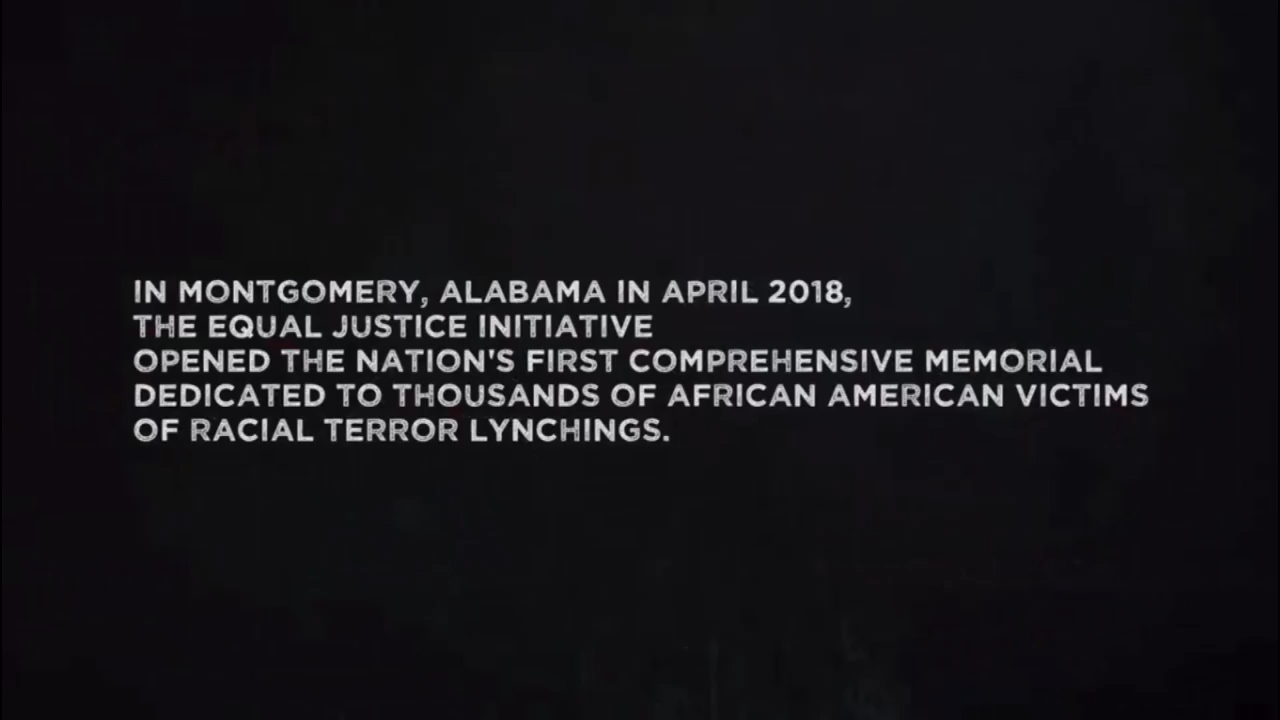 IN MONTGOMERY, ALABAMA IN APRIL 2018,
THE EQUAL JUSTICE INITIATIVE
OPENED THE NATION'S FIRST COMPREHENSIVE MEMORIAL
DEDICATED TO THOUSANDS OF AFRICAN AMERICAN VICTIMS
OF RACIAL TERROR LYNCHINGS.